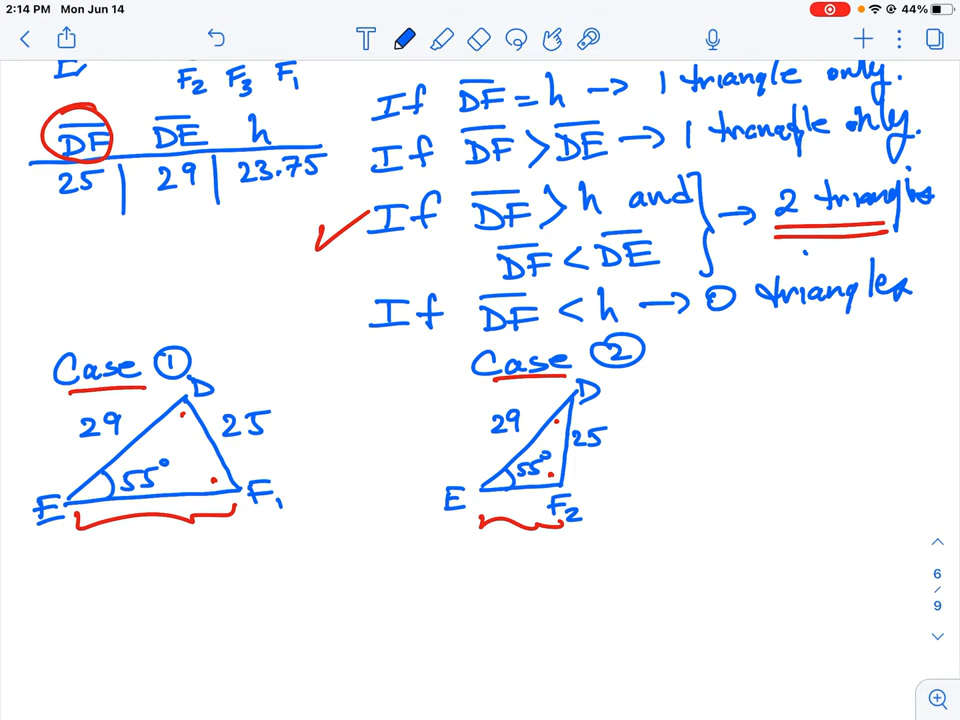 2:14 PM Mon Jun 14
44%
T
E
F₂ F₃ F₁
DF DE h
25 29 23.75
If DF = h → 1 triangle only.
If DF > DE → 1 triangle only.
If DF > h and
DF < DE
→ 2 triangles
If DF < h → 0 triangles
Case ①
D
29 25
55°
E F₁
Case ②
D
29 25
55°
E F₂
6
/
9